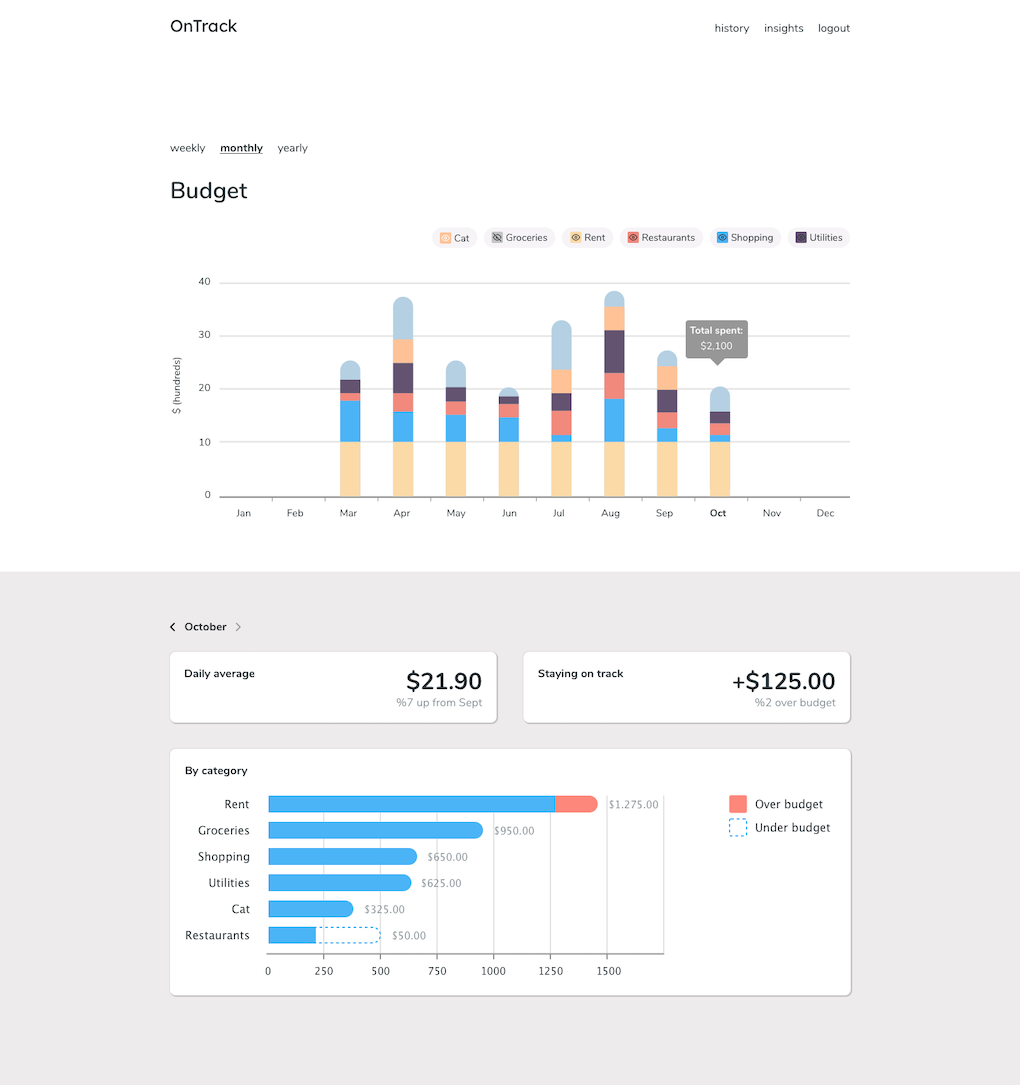 OnTrack
history insights logout
weekly monthly yearly
Budget
Cat Groceries Rent Restaurants Shopping Utilities
$ (hundreds)
40
30
20
10
0
Total spent:
$2,100
Jan Feb Mar Apr May Jun Jul Aug Sep Oct Nov Dec
October
Daily average
$21.90
%7 up from Sept
Staying on track
+$125.00
%2 over budget
By category
Rent $1.275.00
Groceries $950.00
Shopping $650.00
Utilities $625.00
Cat $325.00
Restaurants $50.00
0 250 500 750 1000 1250 1500
Over budget
Under budget